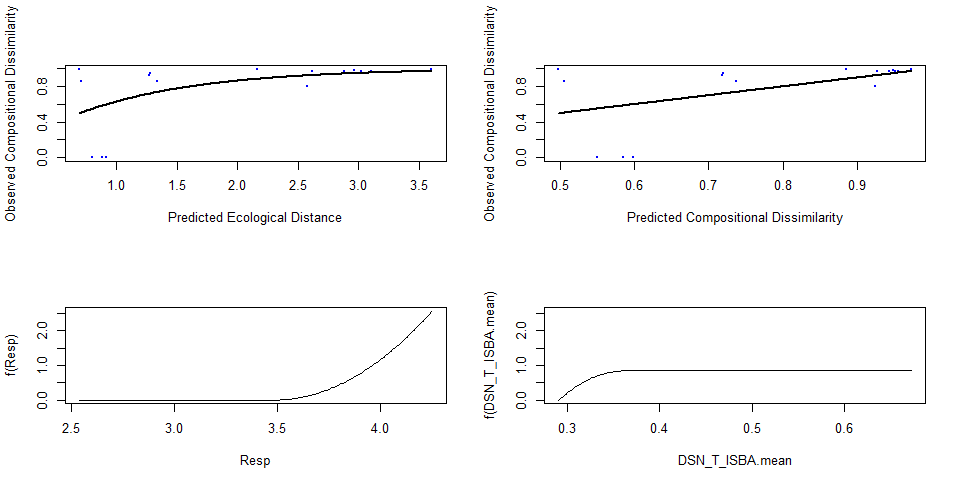 Observed Compositional Dissimilarity
0.0 0.4 0.8
1.0 1.5 2.0 2.5 3.0 3.5
Predicted Ecological Distance
Observed Compositional Dissimilarity
0.0 0.4 0.8
0.5 0.6 0.7 0.8 0.9
Predicted Compositional Dissimilarity
f(Resp)
0.0 1.0 2.0
2.5 3.0 3.5 4.0
Resp
f(DSN_T_ISBA.mean)
0.0 1.0 2.0
0.3 0.4 0.5 0.6
DSN_T_ISBA.mean